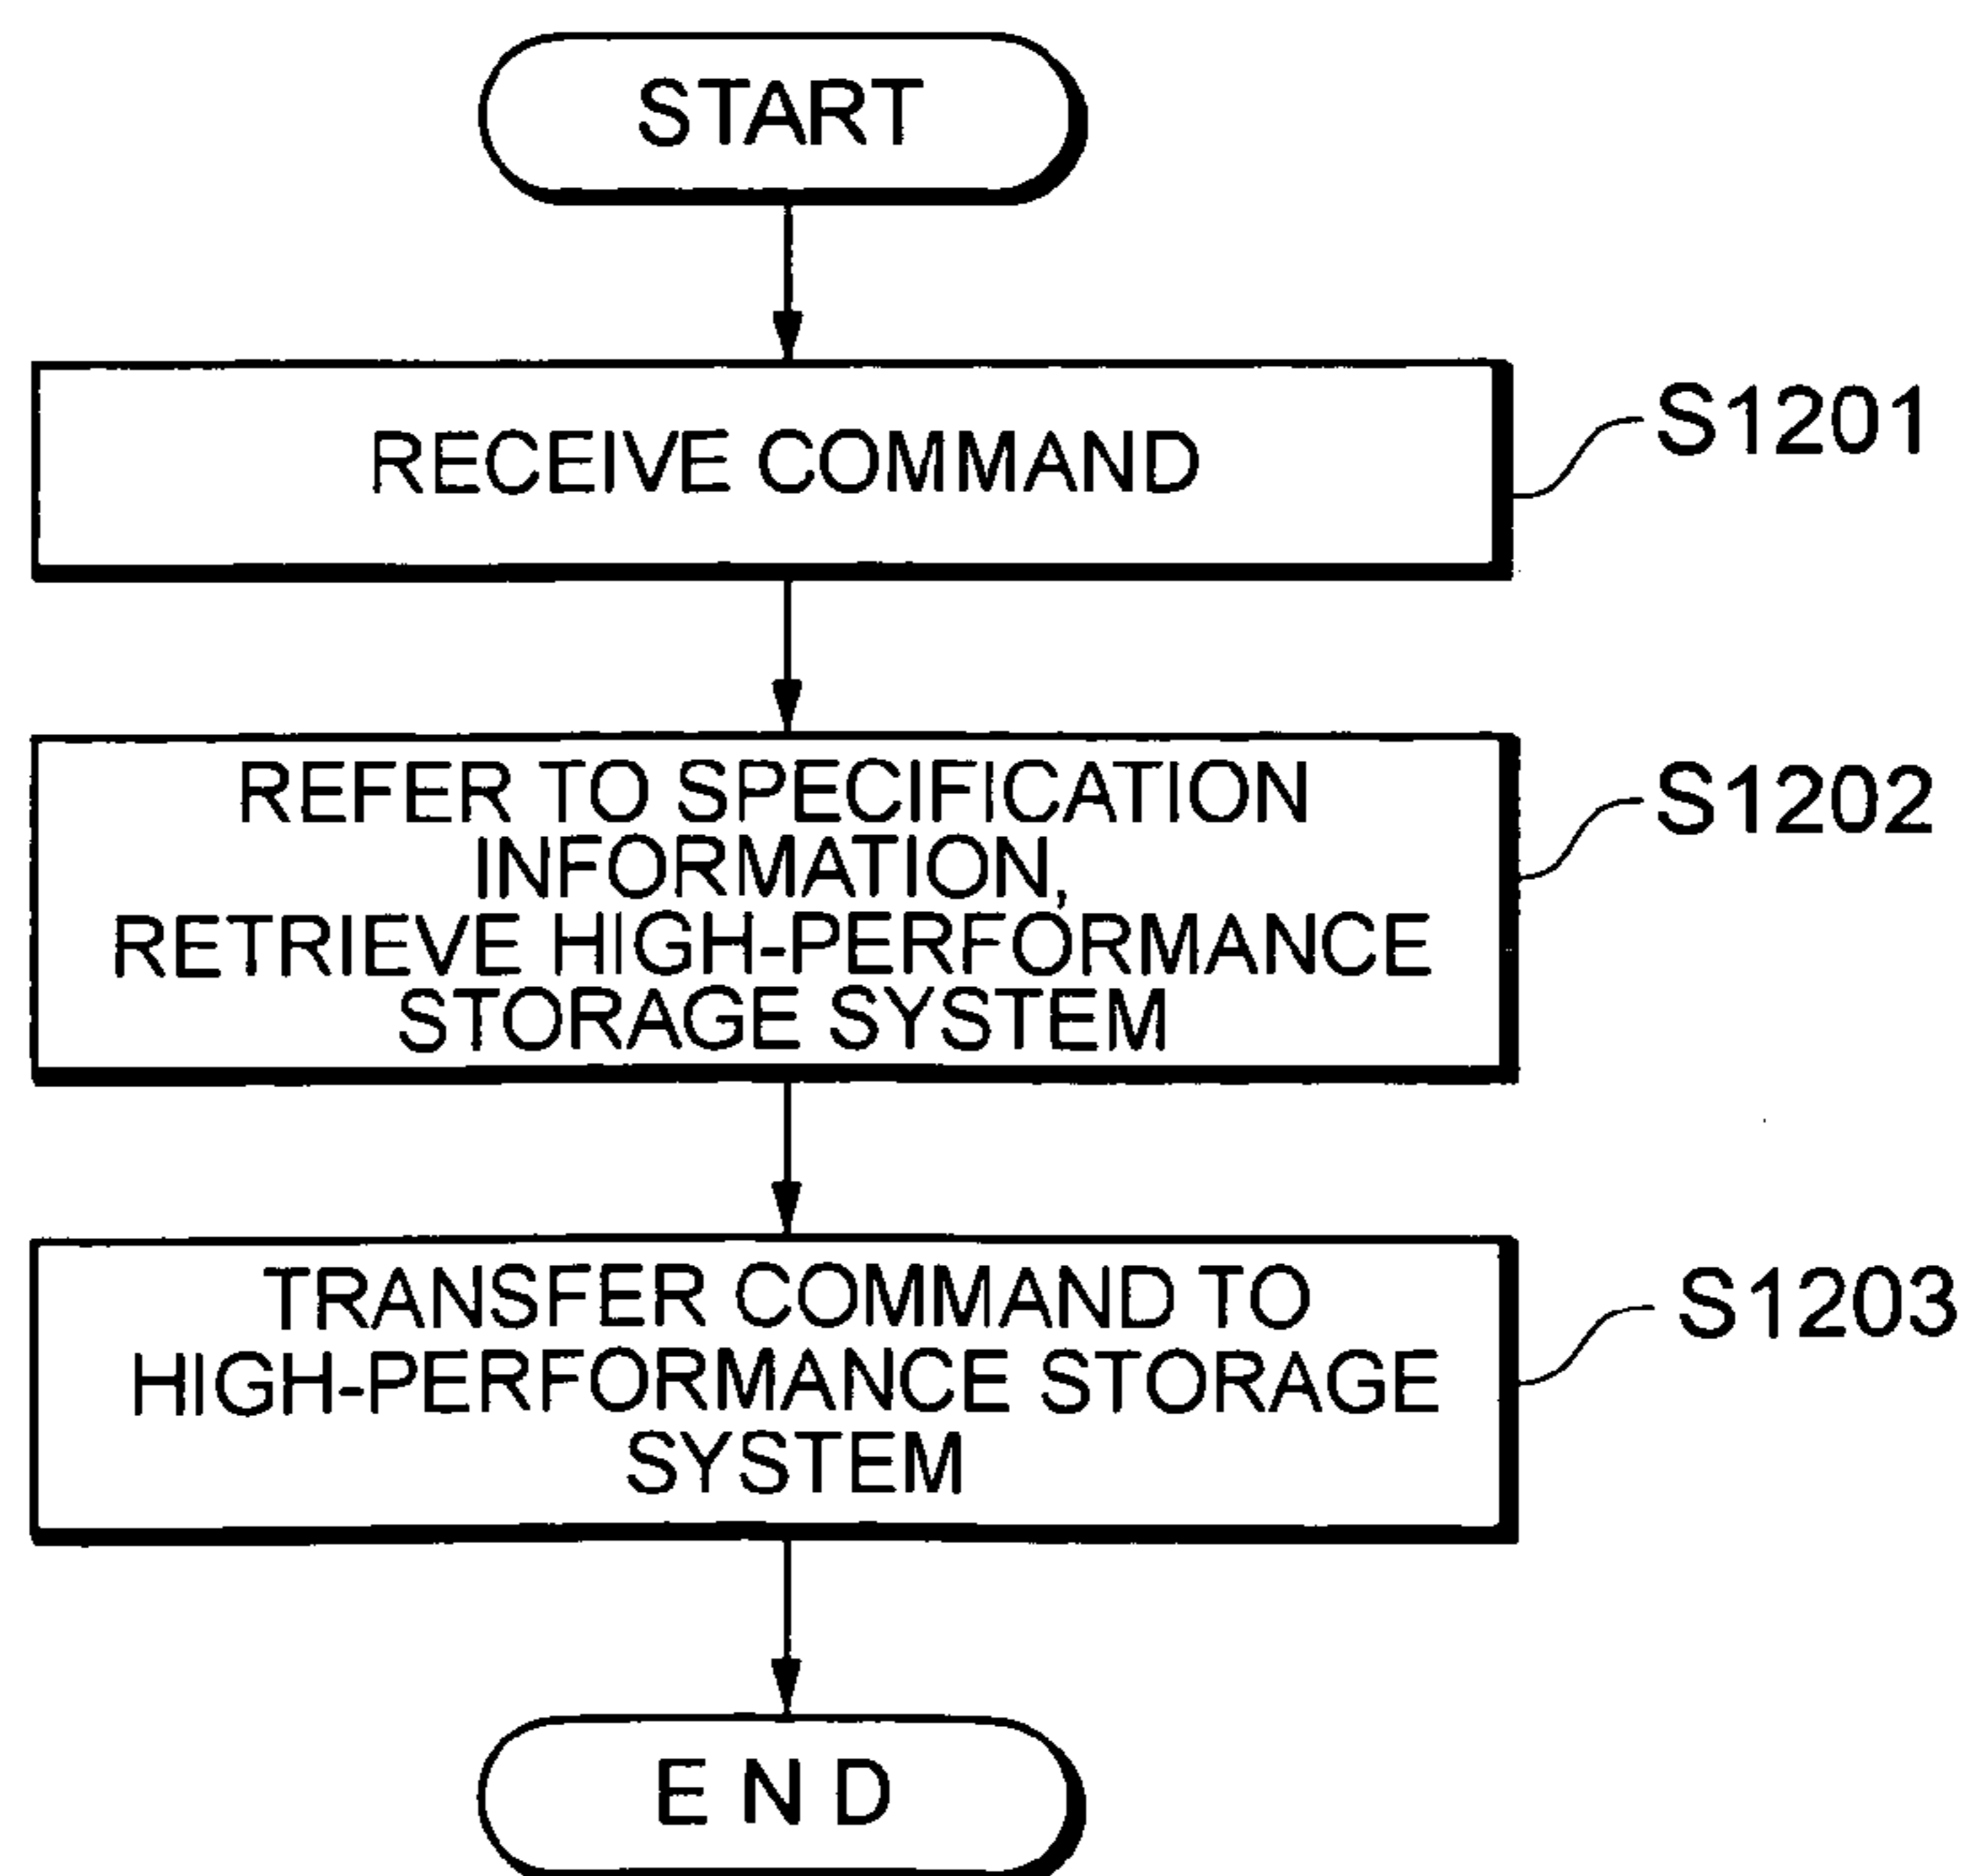 START
RECEIVE COMMAND
S1201
REFER TO SPECIFICATION
INFORMATION,
RETRIEVE HIGH-PERFORMANCE
STORAGE SYSTEM
S1202
TRANSFER COMMAND TO
HIGH-PERFORMANCE STORAGE
SYSTEM
S1203
END